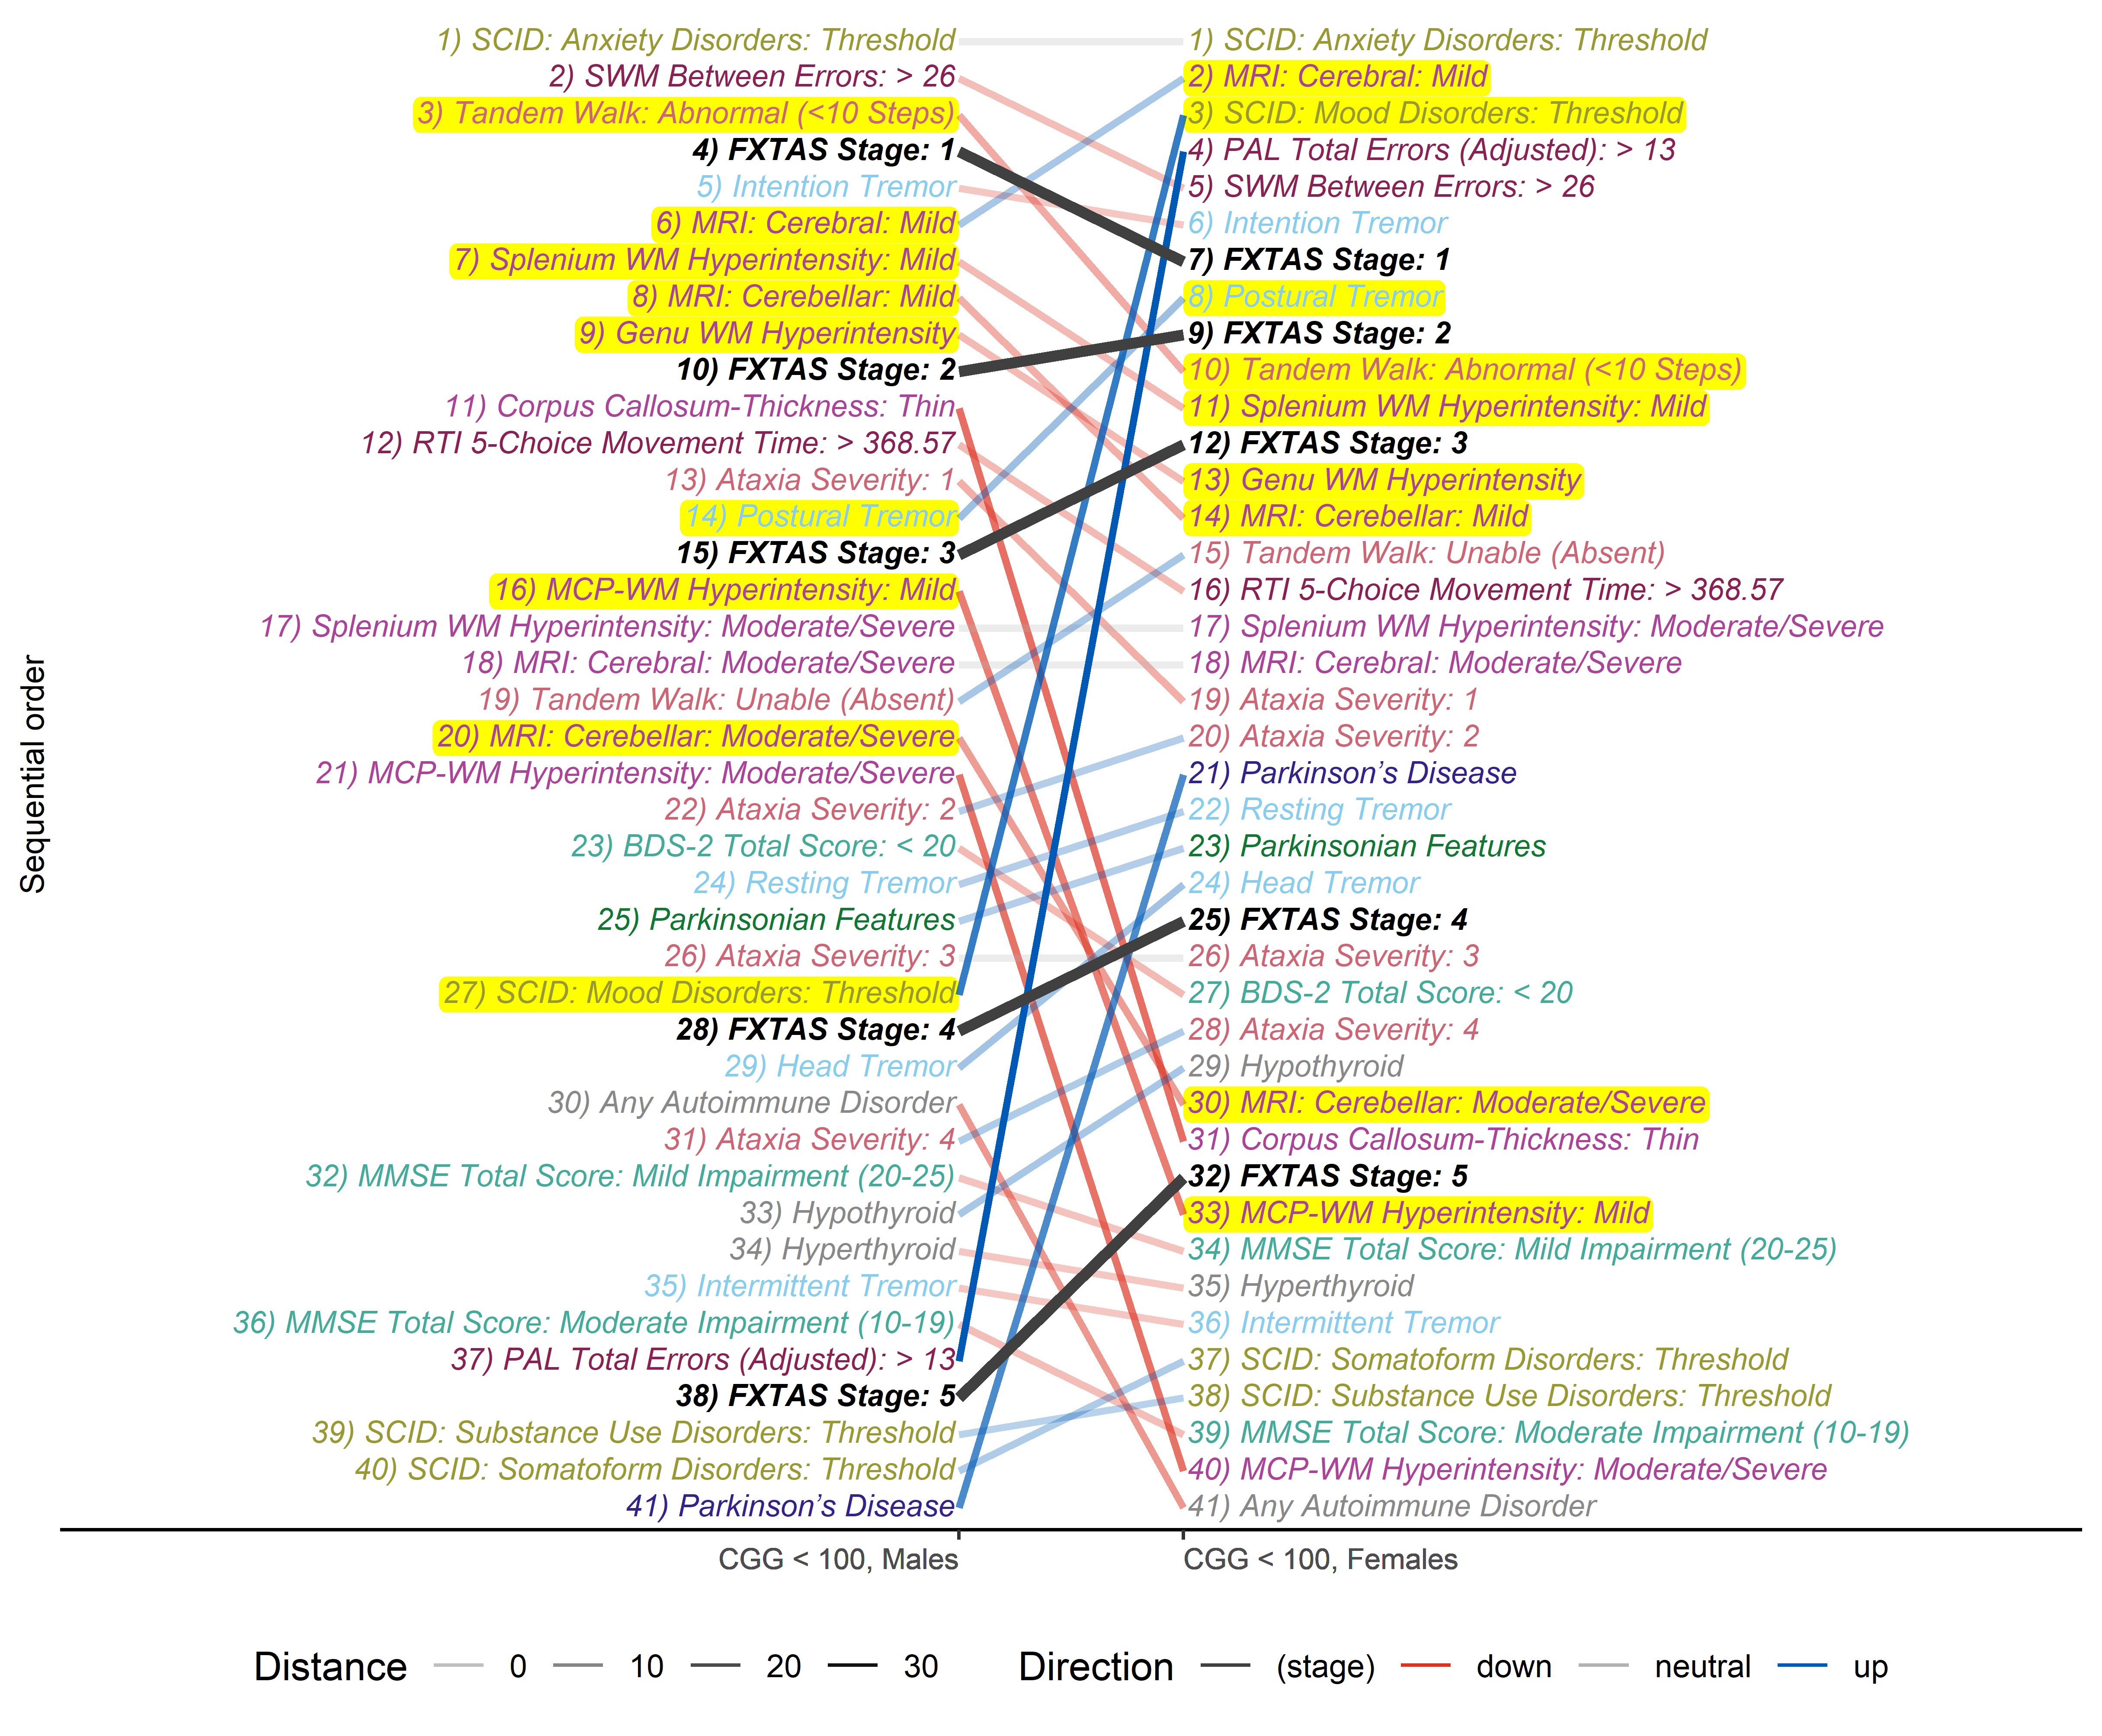 1) SCID: Anxiety Disorders: Threshold
2) SWM Between Errors: > 26
3) Tandem Walk: Abnormal (<10 Steps)
4) FXTAS Stage: 1
5) Intention Tremor
6) MRI: Cerebral: Mild
7) Splenium WM Hyperintensity: Mild
8) MRI: Cerebellar: Mild
9) Genu WM Hyperintensity
10) FXTAS Stage: 2
11) Corpus Callosum-Thickness: Thin
12) RTI 5-Choice Movement Time: > 368.57
13) Ataxia Severity: 1
14) Postural Tremor
15) FXTAS Stage: 3
16) MCP-WM Hyperintensity: Mild
17) Splenium WM Hyperintensity: Moderate/Severe
18) MRI: Cerebral: Moderate/Severe
19) Tandem Walk: Unable (Absent)
20) MRI: Cerebellar: Moderate/Severe
21) MCP-WM Hyperintensity: Moderate/Severe
22) Ataxia Severity: 2
23) BDS-2 Total Score: < 20
24) Resting Tremor
25) Parkinsonian Features
26) Ataxia Severity: 3
27) SCID: Mood Disorders: Threshold
28) FXTAS Stage: 4
29) Head Tremor
30) Any Autoimmune Disorder
31) Ataxia Severity: 4
32) MMSE Total Score: Mild Impairment (20-25)
33) Hypothyroid
34) Hyperthyroid
35) Intermittent Tremor
36) MMSE Total Score: Moderate Impairment (10-19)
37) PAL Total Errors (Adjusted): > 13
38) FXTAS Stage: 5
39) SCID: Substance Use Disorders: Threshold
40) SCID: Somatoform Disorders: Threshold
41) Parkinson's Disease
1) SCID: Anxiety Disorders: Threshold
2) MRI: Cerebral: Mild
3) SCID: Mood Disorders: Threshold
4) PAL Total Errors (Adjusted): > 13
5) SWM Between Errors: > 26
6) Intention Tremor
7) FXTAS Stage: 1
8) Postural Tremor
9) FXTAS Stage: 2
10) Tandem Walk: Abnormal (<10 Steps)
11) Splenium WM Hyperintensity: Mild
12) FXTAS Stage: 3
13) Genu WM Hyperintensity
14) MRI: Cerebellar: Mild
15) Tandem Walk: Unable (Absent)
16) RTI 5-Choice Movement Time: > 368.57
17) Splenium WM Hyperintensity: Moderate/Severe
18) MRI: Cerebral: Moderate/Severe
19) Ataxia Severity: 1
20) Ataxia Severity: 2
21) Parkinson's Disease
22) Resting Tremor
23) Parkinsonian Features
24) Head Tremor
25) FXTAS Stage: 4
26) Ataxia Severity: 3
27) BDS-2 Total Score: < 20
28) Ataxia Severity: 4
29) Hypothyroid
30) MRI: Cerebellar: Moderate/Severe
31) Corpus Callosum-Thickness: Thin
32) FXTAS Stage: 5
33) MCP-WM Hyperintensity: Mild
34) MMSE Total Score: Mild Impairment (20-25)
35) Hyperthyroid
36) Intermittent Tremor
37) SCID: Somatoform Disorders: Threshold
38) SCID: Substance Use Disorders: Threshold
39) MMSE Total Score: Moderate Impairment (10-19)
40) MCP-WM Hyperintensity: Moderate/Severe
41) Any Autoimmune Disorder
Sequential order
CGG < 100, Males
CGG < 100, Females
Distance 0 10 20 30
Direction (stage) down neutral up